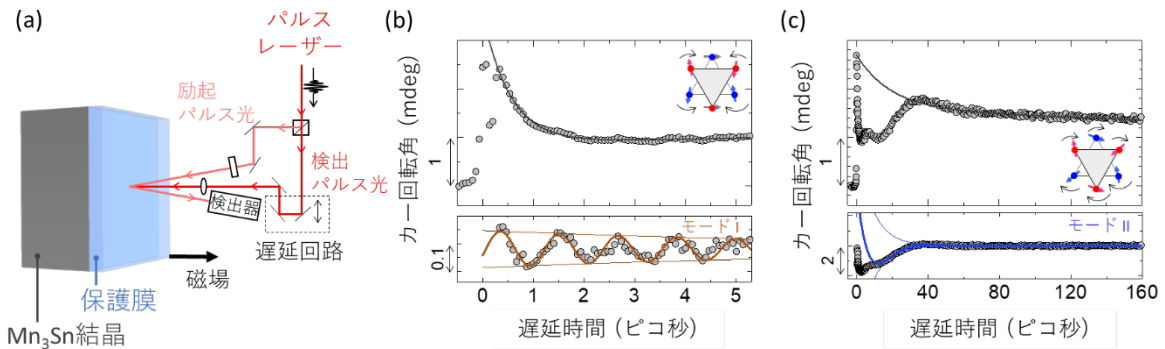 (a)
パルス
レーザー
励起
パルス光
検出
パルス光
検出器
遅延回路
磁場
保護膜
Mn₃Sn結晶
(b)
カー回転角 (mdeg)
1
0.1
モード I
0 1 2 3 4 5
遅延時間 (ピコ秒)
(c)
カー回転角 (mdeg)
1
2
モード II
0 40 80 120 160
遅延時間 (ピコ秒)